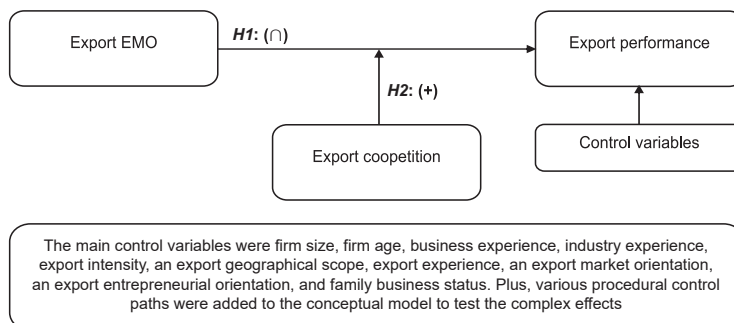 Export EMO
H1: (∩)
Export performance
H2: (+)
Export coopetition
Control variables
The main control variables were firm size, firm age, business experience, industry experience,
export intensity, an export geographical scope, export experience, an export market orientation,
an export entrepreneurial orientation, and family business status. Plus, various procedural control
paths were added to the conceptual model to test the complex effects